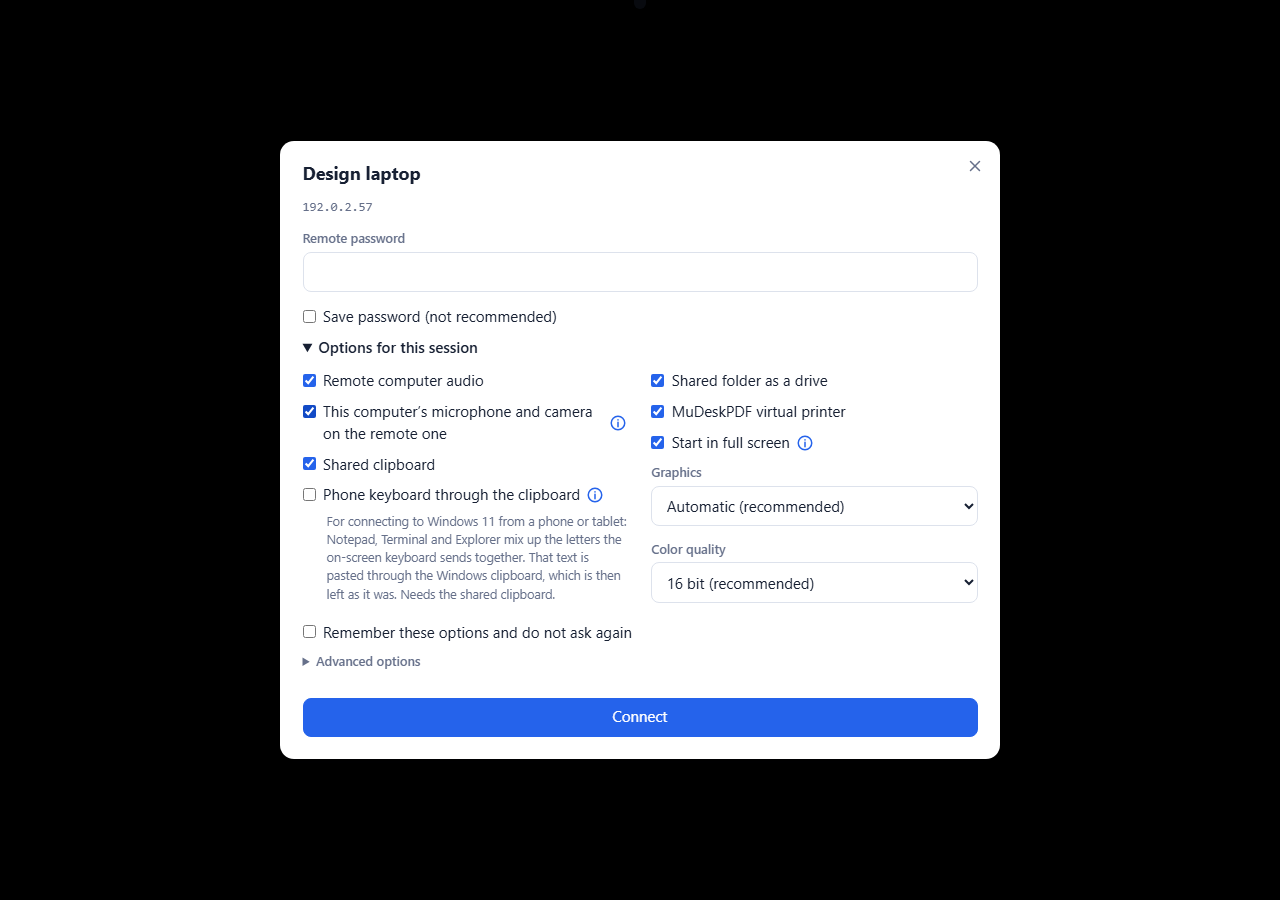 Design laptop
192.0.2.57
Remote password
Save password (not recommended)
Options for this session
Remote computer audio
This computer’s microphone and camera
on the remote one
Shared clipboard
Phone keyboard through the clipboard
For connecting to Windows 11 from a phone or tablet:
Notepad, Terminal and Explorer mix up the letters the
on-screen keyboard sends together. That text is
pasted through the Windows clipboard, which is then
left as it was. Needs the shared clipboard.
Shared folder as a drive
MuDeskPDF virtual printer
Start in full screen
Graphics
Automatic (recommended)
Color quality
16 bit (recommended)
Remember these options and do not ask again
Advanced options
Connect